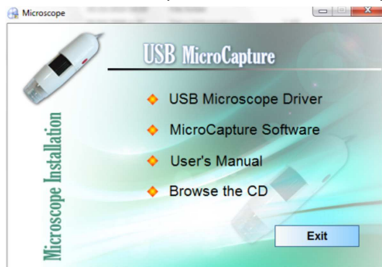 Microscope
USB MicroCapture
USB Microscope Driver
MicroCapture Software
User's Manual
Browse the CD
Exit
Microscope Installation